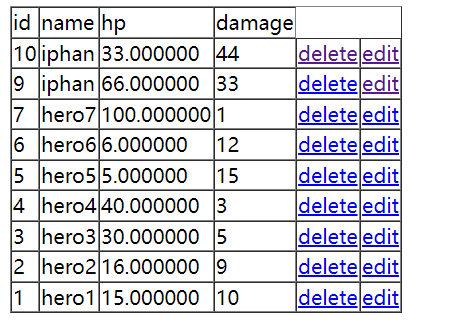 id name hp damage
10 iphan 33.000000 44 delete edit
9 iphan 66.000000 33 delete edit
7 hero7 100.000000 1 delete edit
6 hero6 6.000000 12 delete edit
5 hero5 5.000000 15 delete edit
4 hero4 40.000000 3 delete edit
3 hero3 30.000000 5 delete edit
2 hero2 16.000000 9 delete edit
1 hero1 15.000000 10 delete edit